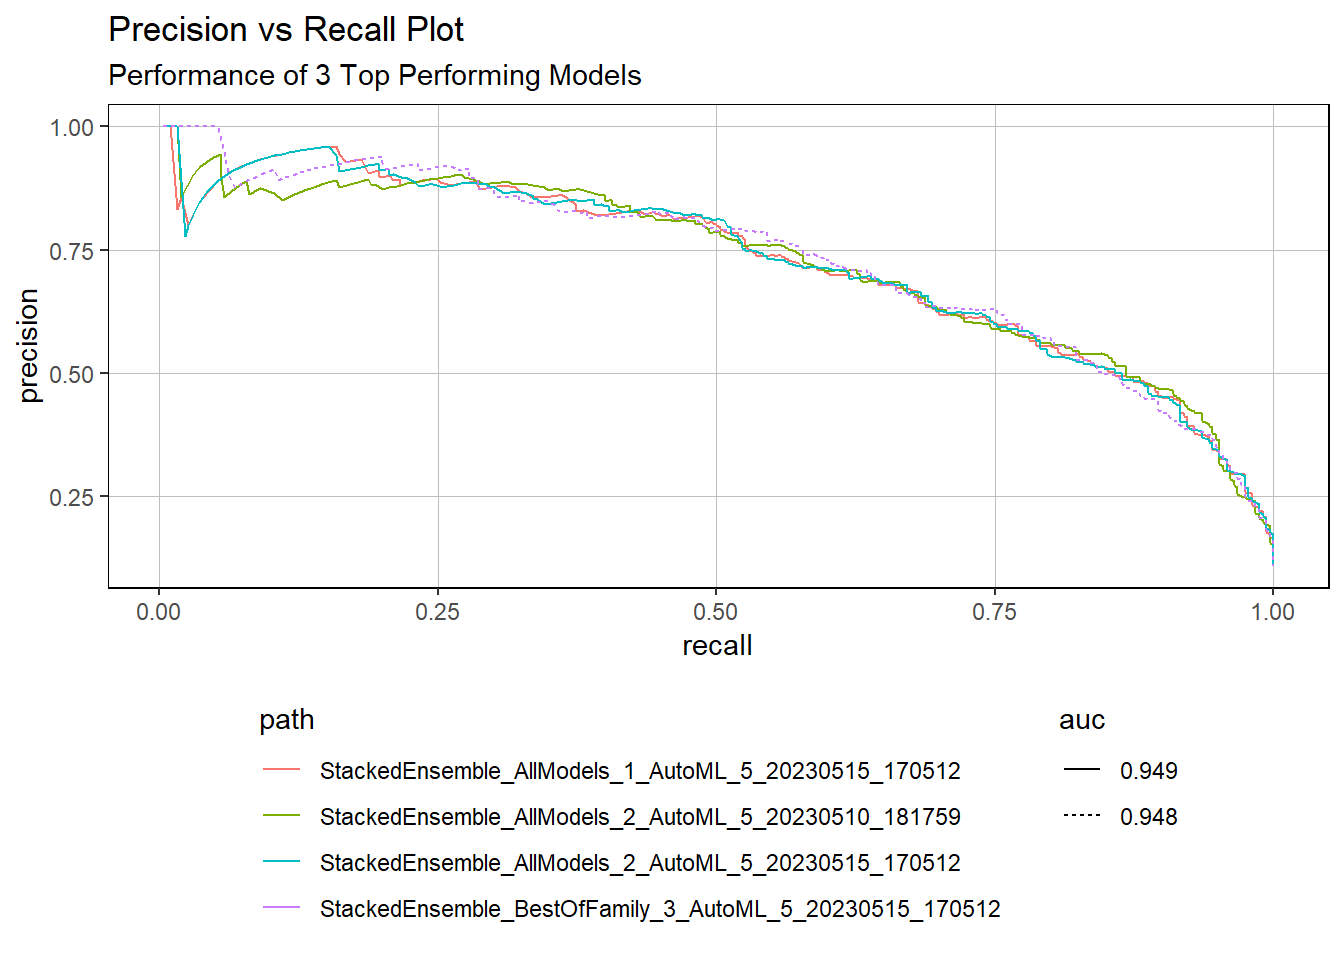 Precision vs Recall Plot
Performance of 3 Top Performing Models
precision
1.00
0.75
0.50
0.25
0.00 0.25 0.50 0.75 1.00
recall
path
StackedEnsemble_AllModels_1_AutoML_5_20230515_170512
StackedEnsemble_AllModels_2_AutoML_5_20230510_181759
StackedEnsemble_AllModels_2_AutoML_5_20230515_170512
StackedEnsemble_BestOfFamily_3_AutoML_5_20230515_170512
auc
0.949
0.948